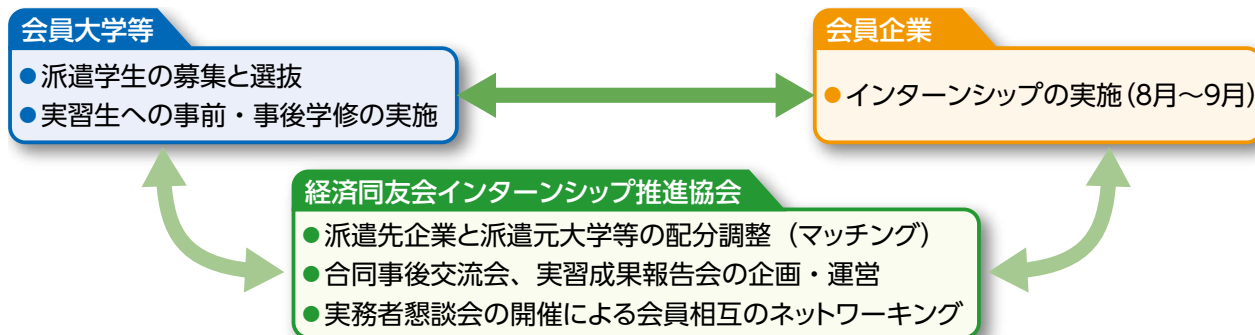 会員大学等
●派遣学生の募集と選抜
●実習生への事前・事後学修の実施
会員企業
●インターンシップの実施(8月～9月)
経済同友会インターンシップ推進協会
●派遣先企業と派遣元大学等の配分調整（マッチング）
●合同事後交流会、実習成果報告会の企画・運営
●実務者懇談会の開催による会員相互のネットワーキング